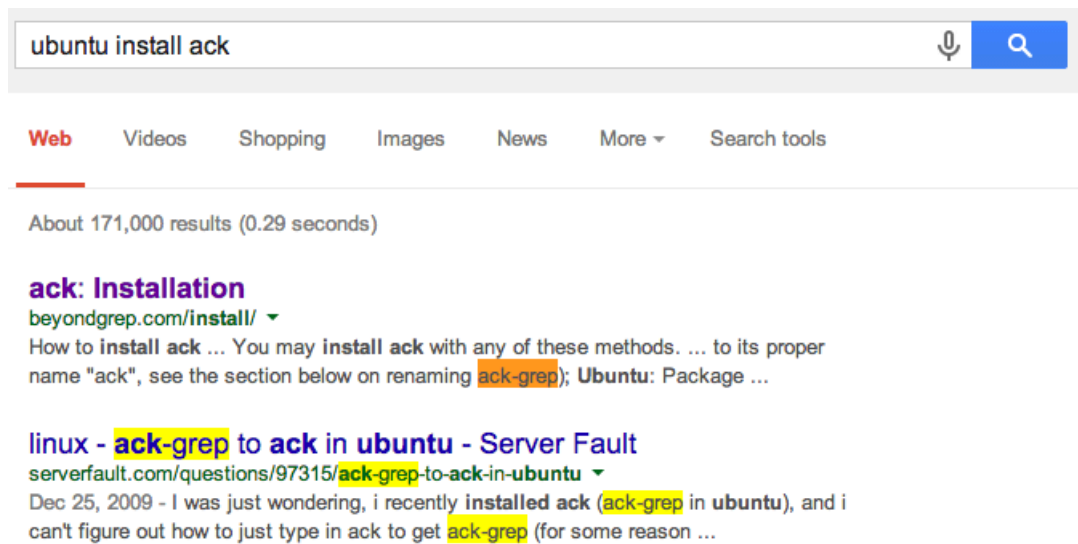 ubuntu install ack
Web Videos Shopping Images News More Search tools
About 171,000 results (0.29 seconds)
ack: Installation
beyondgrep.com/install/
How to install ack ... You may install ack with any of these methods. ... to its proper
name "ack", see the section below on renaming ack-grep); Ubuntu: Package ...
linux - ack-grep to ack in ubuntu - Server Fault
serverfault.com/questions/97315/ack-grep-to-ack-in-ubuntu
Dec 25, 2009 - I was just wondering, i recently installed ack (ack-grep in ubuntu), and i
can't figure out how to just type in ack to get ack-grep (for some reason ...